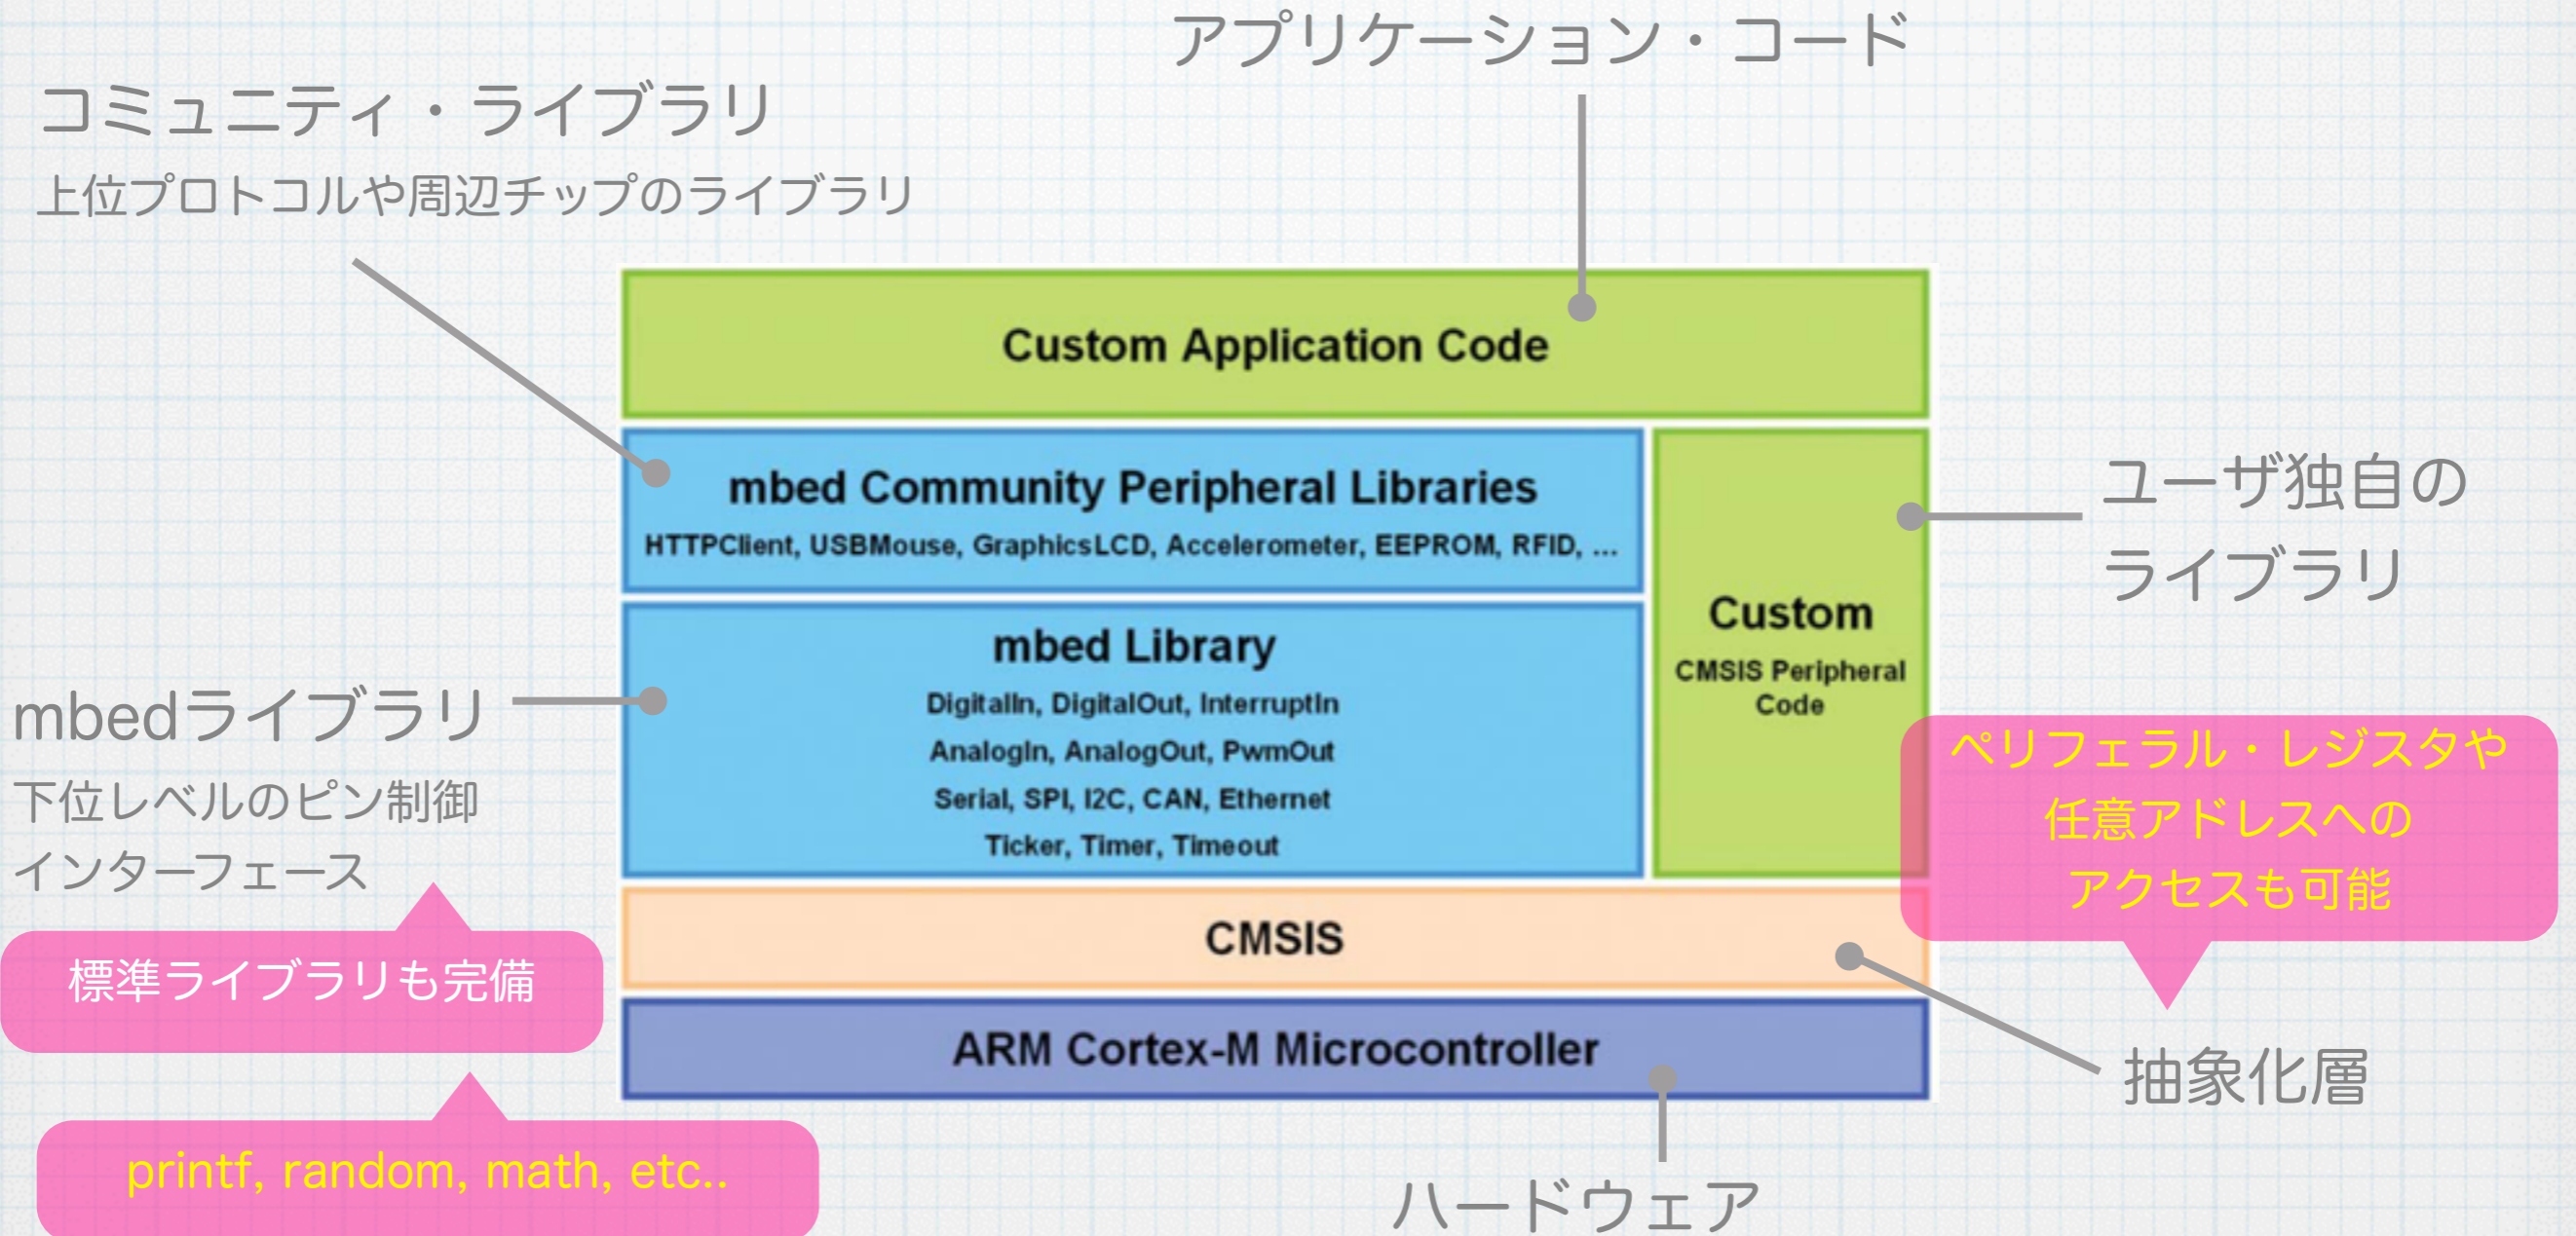 アプリケーション・コード
コミュニティ・ライブラリ
上位プロトコルや周辺チップのライブラリ
Custom Application Code
mbed Community Peripheral Libraries
HTTPClient, USBMouse, GraphicsLCD, Accelerometer, EEPROM, RFID, ...
ユーザ独自の
ライブラリ
mbed Library
DigitalIn, DigitalOut, InterruptIn
AnalogIn, AnalogOut, PwmOut
Serial, SPI, I2C, CAN, Ethernet
Ticker, Timer, Timeout
Custom
CMSIS Peripheral
Code
mbedライブラリ
下位レベルのピン制御
インターフェース
ペリフェラル・レジスタや
任意アドレスへの
アクセスも可能
標準ライブラリも完備
CMSIS
ARM Cortex-M Microcontroller
抽象化層
printf, random, math, etc..
ハードウェア